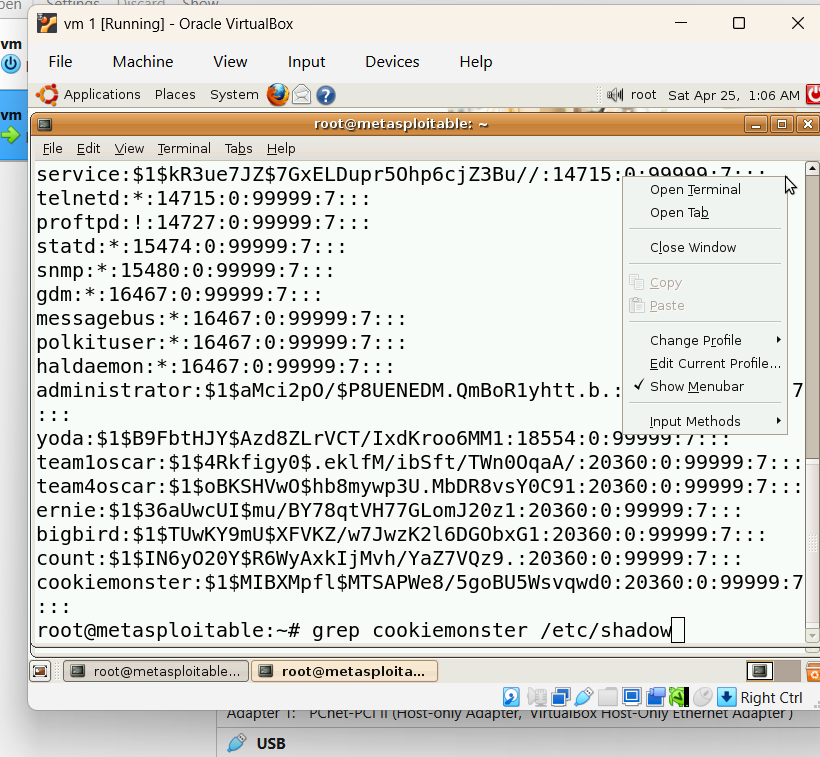 Settings Discard Show
vm 1 [Running] - Oracle VirtualBox
vm
File Machine View Input Devices Help
Applications Places System root Sat Apr 25, 1:06 AM
vm
root@metasploitable: ~
File Edit View Terminal Tabs Help
service:$1$kR3ue7JZ$7GxELDupr5Ohp6cjZ3Bu//:14715:0:99999:7:::
telnetd:*:14715:0:99999:7:::
proftpd:!:14727:0:99999:7:::
statd:*:15474:0:99999:7:::
snmp:*:15480:0:99999:7:::
gdm:*:16467:0:99999:7:::
messagebus:*:16467:0:99999:7:::
polkituser:*:16467:0:99999:7:::
haldaemon:*:16467:0:99999:7:::
administrator:$1$aMci2pO/$P8UENEDM.QmBoR1yhtt.b.: 7
:::
yoda:$1$B9FbtHJY$Azd8ZLrVCT/IxdKroo6MM1:18554:0:99999:7:::
team1oscar:$1$4Rkfigy0$.eklfM/ibSft/TWn0OqaA/:20360:0:99999:7:::
team4oscar:$1$oBKSHVwO$hb8mywp3U.MbDR8vsY0C91:20360:0:99999:7:::
ernie:$1$36aUwcUI$mu/BY78qtVH77GLomJ20z1:20360:0:99999:7:::
bigbird:$1$TUwKY9mU$XFVKZ/w7JwzK2l6DGObxG1:20360:0:99999:7:::
count:$1$IN6yO20Y$R6WyAxkIjMvh/YaZ7VQz9.:20360:0:99999:7:::
cookiemonster:$1$MIBXMpfl$MTSAPWe8/5goBU5Wsvqwd0:20360:0:99999:7
:::
root@metasploitable:~# grep cookiemonster /etc/shadow
Open Terminal
Open Tab
Close Window
Copy
Paste
Change Profile
Edit Current Profile...
Show Menubar
Input Methods
root@metasploitable... root@metasploita...
Right Ctrl
Adapter 1: PCnet-PCI II (Host-only Adapter, 'VirtualBox Host-Only Ethernet Adapter')
USB